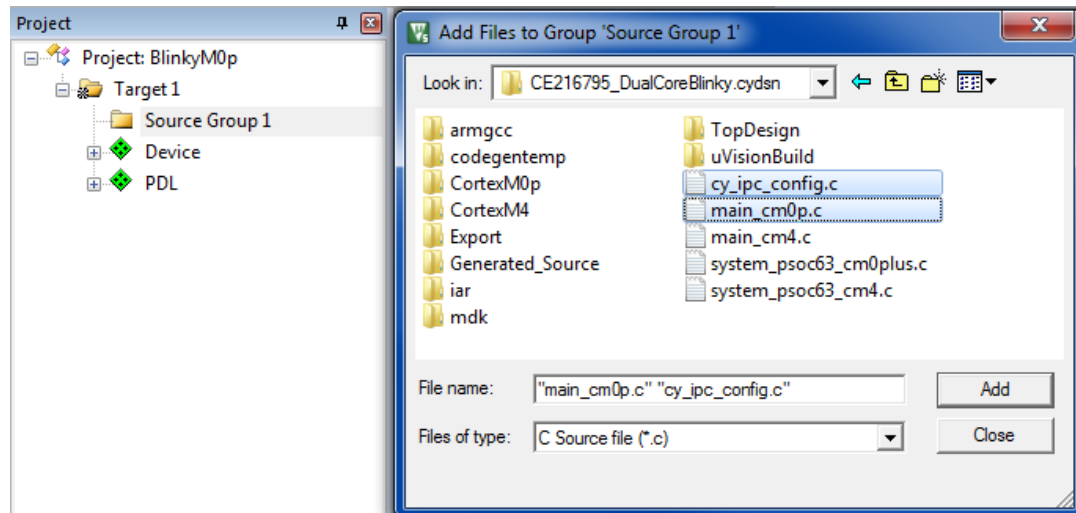 Project
Project: BlinkyM0p
Target 1
Source Group 1
Device
PDL
Add Files to Group 'Source Group 1'
Look in: CE216795_DualCoreBlinky.cydsn
armgcc
codegentemp
CortexM0p
CortexM4
Export
Generated_Source
iar
mdk
TopDesign
uVisionBuild
cy_ipc_config.c
main_cm0p.c
main_cm4.c
system_psoc63_cm0plus.c
system_psoc63_cm4.c
File name: "main_cm0p.c" "cy_ipc_config.c" Add
Files of type: C Source file (*.c) Close